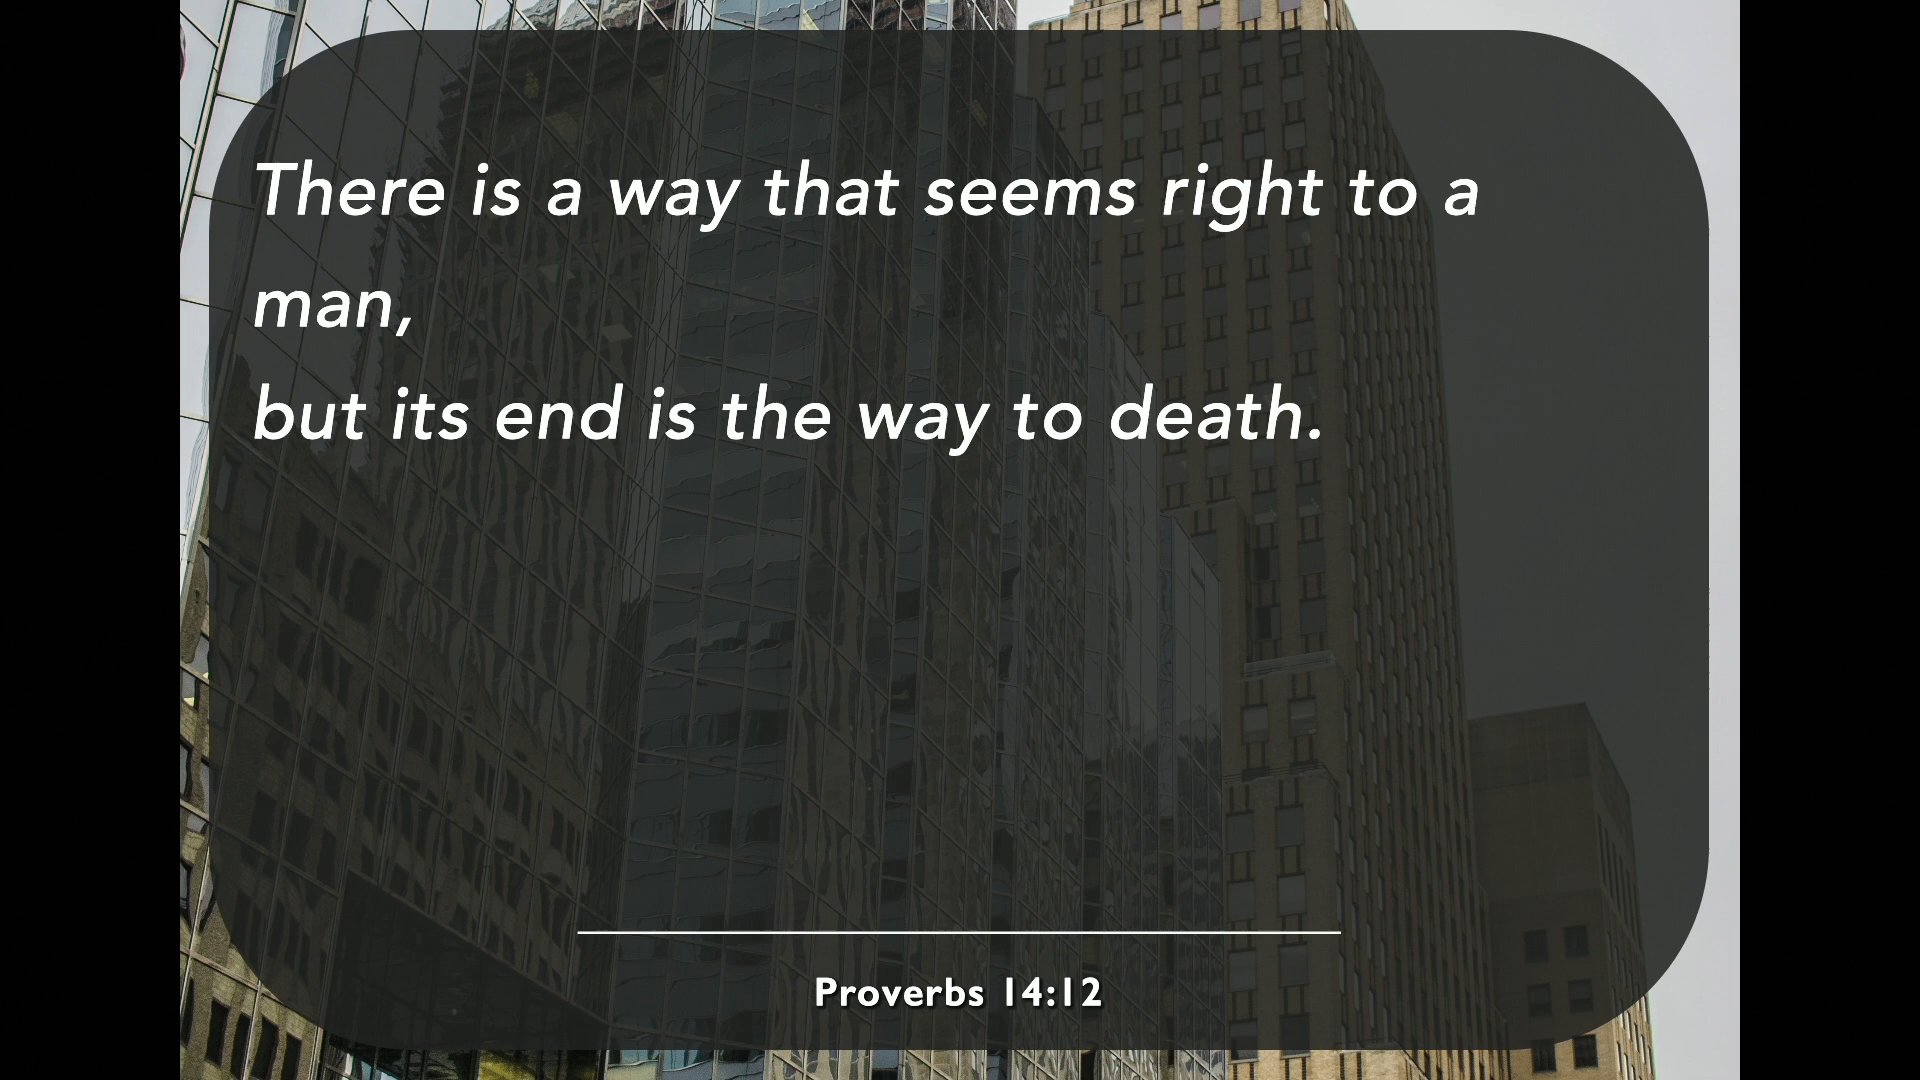 There is a way that seems right to a
man,
but its end is the way to death.
Proverbs 14:12